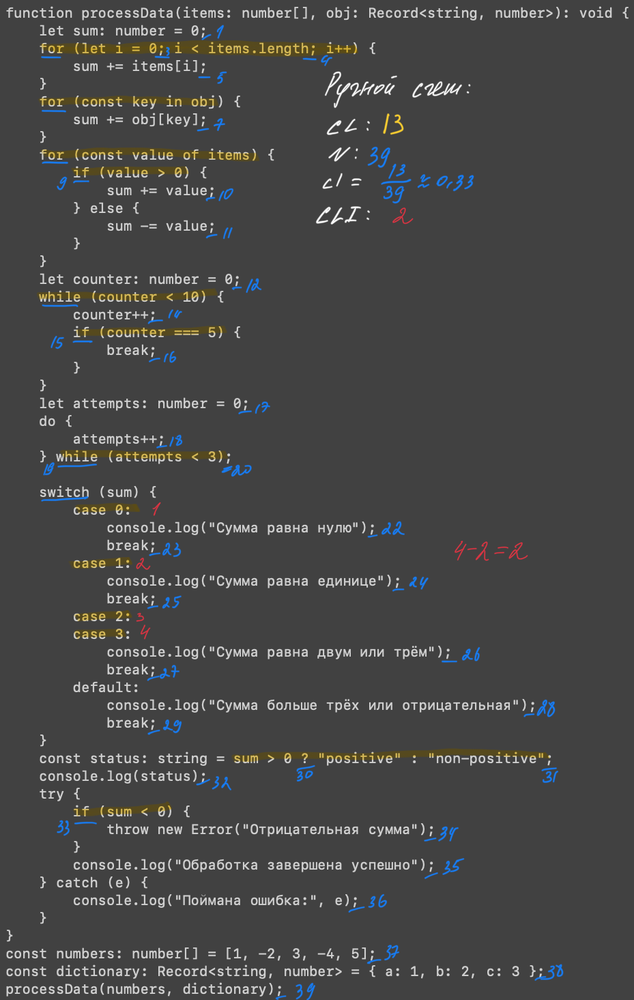 function processData(items: number[], obj: Record<string, number>): void {
let sum: number = 0; 1
for (let i = 0; 3 i < items.length; i++) { 4
sum += items[i]; 5
}
for (const key in obj) {
sum += obj[key]; 7
}
for (const value of items) {
9 if (value > 0) {
sum += value; 10
} else {
sum -= value; 11
}
}
let counter: number = 0; 12
while (counter < 10) {
counter++; 14
15 if (counter === 5) {
break; 16
}
}
let attempts: number = 0; 17
do {
attempts++; 18
} while (attempts < 3);
19 20
switch (sum) {
case 0: 1
console.log("Сумма равна нулю"); 22
break; 23
case 1: 2
console.log("Сумма равна единице"); 24
break; 25
case 2: 3
case 3: 4
console.log("Сумма равна двум или трём"); 26
break; 27
default:
console.log("Сумма больше трёх или отрицательная"); 28
break; 29
}
const status: string = sum > 0 ? "positive" : "non-positive";
30 31
console.log(status); 32
try {
if (sum < 0) {
33 throw new Error("Отрицательная сумма"); 34
}
console.log("Обработка завершена успешно"); 35
} catch (e) {
console.log("Поймана ошибка:", e); 36
}
}
const numbers: number[] = [1, -2, 3, -4, 5]; 37
const dictionary: Record<string, number> = { a: 1, b: 2, c: 3 }; 38
processData(numbers, dictionary); 39
Ручной счет:
CL: 13
N: 39
cl = 13/39 ≈ 0,33
CLI: 2
4-2=2